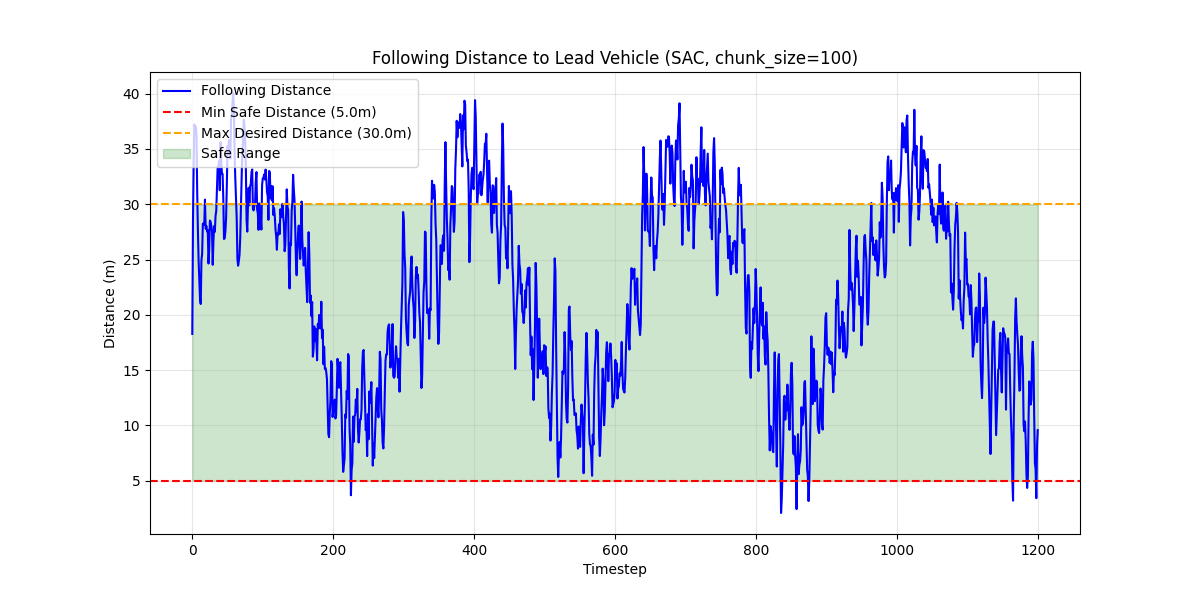 Following Distance to Lead Vehicle (SAC, chunk_size=100)
Following Distance
Min Safe Distance (5.0m)
Max Desired Distance (30.0m)
Safe Range
Distance (m)
40
35
30
25
20
15
10
5
0 200 400 600 800 1000 1200
Timestep